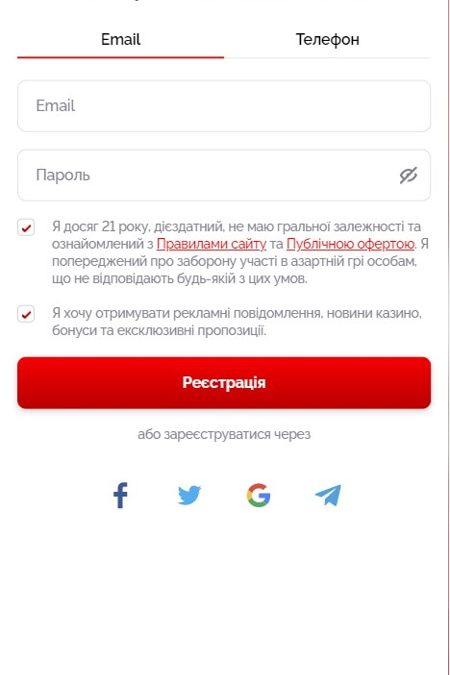 Email Телефон
Email
Пароль
Я досяг 21 року, дієздатний, не маю гральної залежності та
ознайомлений з Правилами сайту та Публічною офертою. Я
попереджений про заборону участі в азартній грі особам,
що не відповідають будь-якій з цих умов.
Я хочу отримувати рекламні повідомлення, новини казино,
бонуси та ексклюзивні пропозиції.
Реєстрація
або зареєструватися через